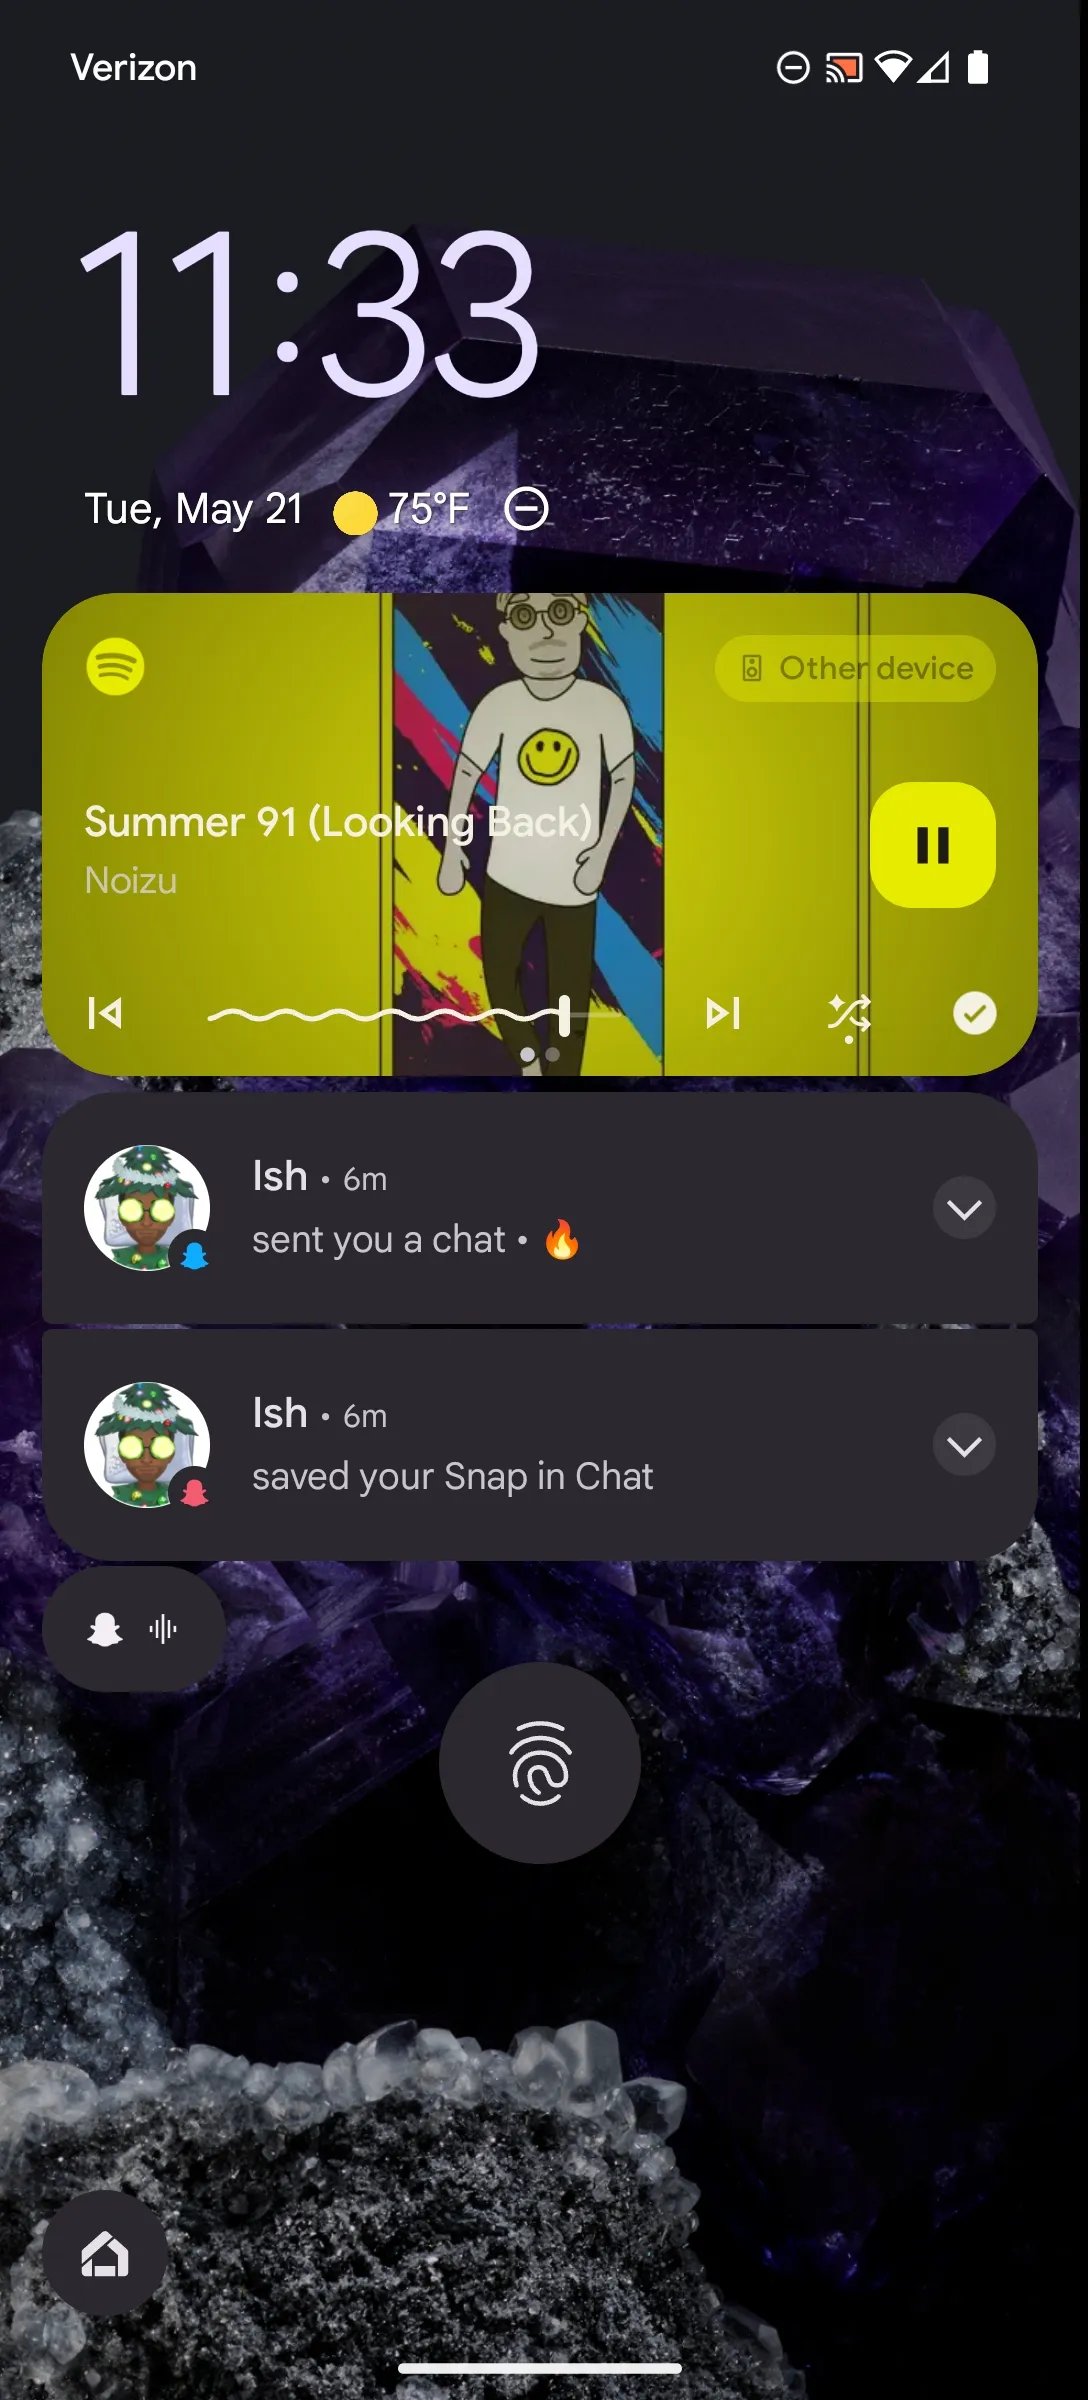 Verizon
11:33
Tue, May 21 75°F
Other device
Summer 91 (Looking Back)
Noizu
Ish • 6m
sent you a chat • 🔥
Ish • 6m
saved your Snap in Chat